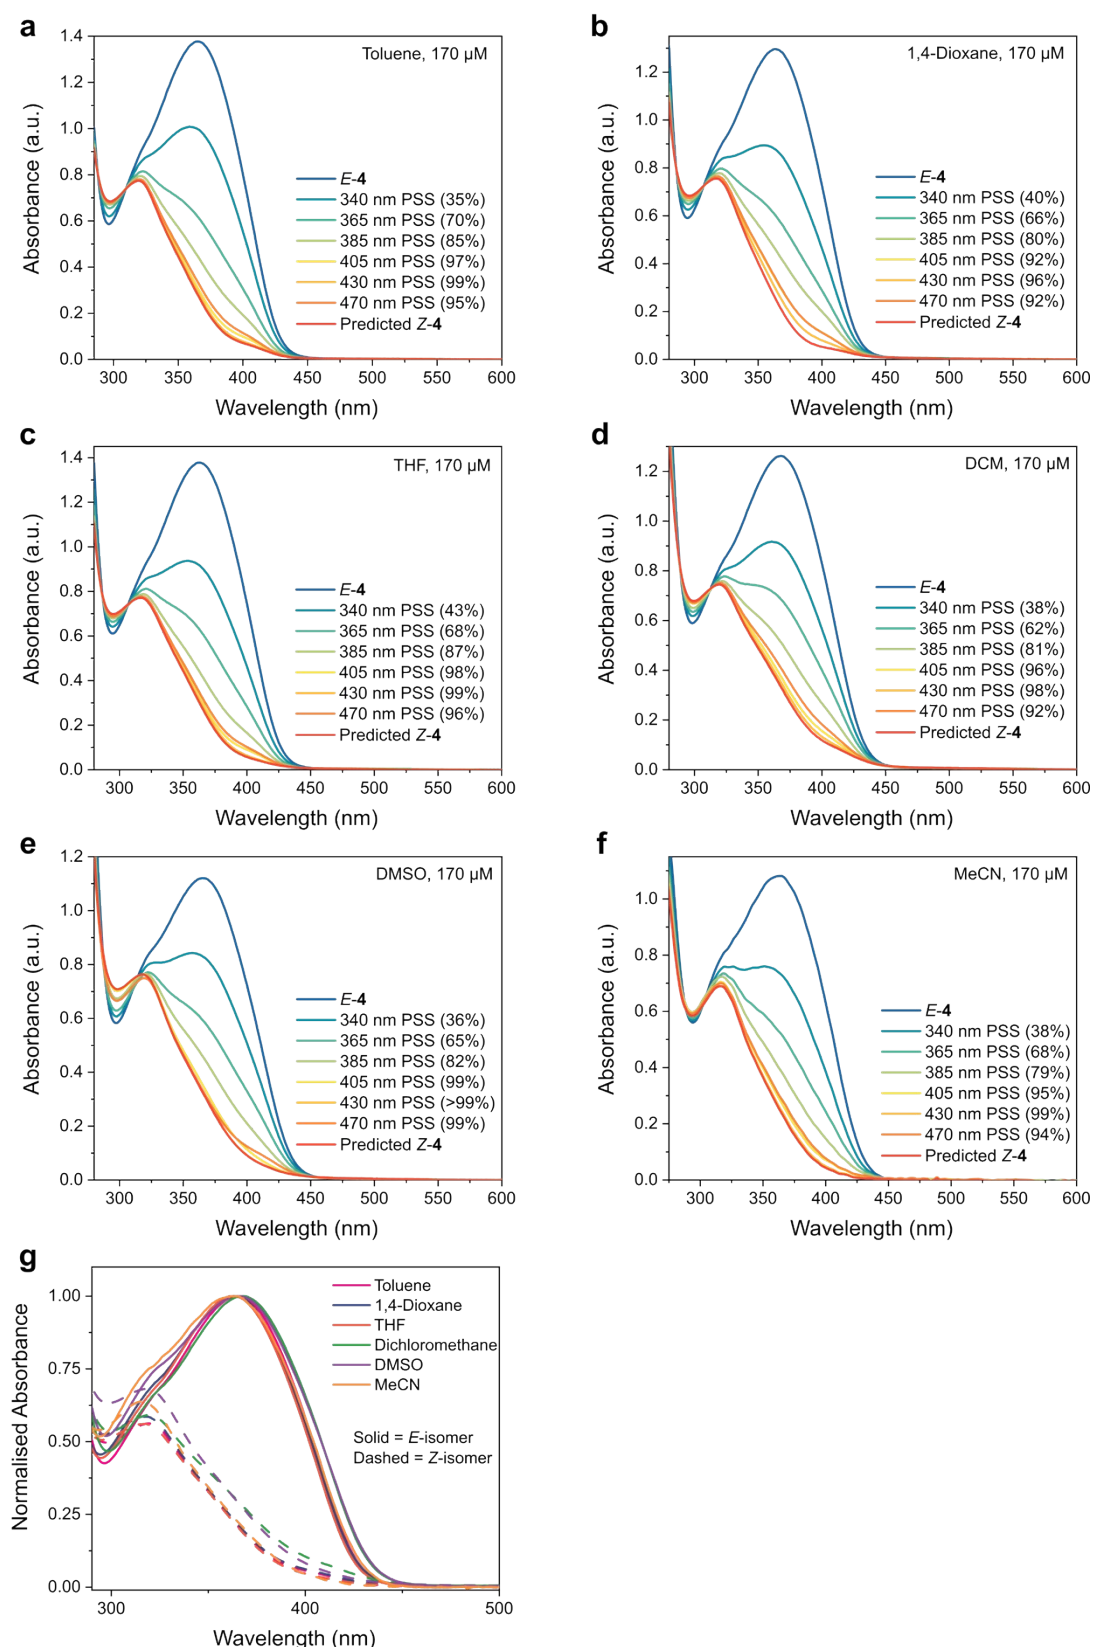 a
Toluene, 170 µM
Absorbance (a.u.)
1.4
1.2
1.0
0.8
0.6
0.4
0.2
0.0
E-4
340 nm PSS (35%)
365 nm PSS (70%)
385 nm PSS (85%)
405 nm PSS (97%)
430 nm PSS (99%)
470 nm PSS (95%)
Predicted Z-4
300 350 400 450 500 550 600
Wavelength (nm)
b
1,4-Dioxane, 170 µM
Absorbance (a.u.)
1.2
1.0
0.8
0.6
0.4
0.2
0.0
E-4
340 nm PSS (40%)
365 nm PSS (66%)
385 nm PSS (80%)
405 nm PSS (92%)
430 nm PSS (96%)
470 nm PSS (92%)
Predicted Z-4
300 350 400 450 500 550 600
Wavelength (nm)
c
THF, 170 µM
Absorbance (a.u.)
1.4
1.2
1.0
0.8
0.6
0.4
0.2
0.0
E-4
340 nm PSS (43%)
365 nm PSS (68%)
385 nm PSS (87%)
405 nm PSS (98%)
430 nm PSS (99%)
470 nm PSS (96%)
Predicted Z-4
300 350 400 450 500 550 600
Wavelength (nm)
d
DCM, 170 µM
Absorbance (a.u.)
1.2
1.0
0.8
0.6
0.4
0.2
0.0
E-4
340 nm PSS (38%)
365 nm PSS (62%)
385 nm PSS (81%)
405 nm PSS (96%)
430 nm PSS (98%)
470 nm PSS (92%)
Predicted Z-4
300 350 400 450 500 550 600
Wavelength (nm)
e
DMSO, 170 µM
Absorbance (a.u.)
1.2
1.0
0.8
0.6
0.4
0.2
0.0
E-4
340 nm PSS (36%)
365 nm PSS (65%)
385 nm PSS (82%)
405 nm PSS (99%)
430 nm PSS (>99%)
470 nm PSS (99%)
Predicted Z-4
300 350 400 450 500 550 600
Wavelength (nm)
f
MeCN, 170 µM
Absorbance (a.u.)
1.0
0.8
0.6
0.4
0.2
0.0
E-4
340 nm PSS (38%)
365 nm PSS (68%)
385 nm PSS (79%)
405 nm PSS (95%)
430 nm PSS (99%)
470 nm PSS (94%)
Predicted Z-4
300 350 400 450 500 550 600
Wavelength (nm)
g
Normalised Absorbance
1.00
0.75
0.50
0.25
0.00
Toluene
1,4-Dioxane
THF
Dichloromethane
DMSO
MeCN
Solid = E-isomer
Dashed = Z-isomer
300 400 500
Wavelength (nm)